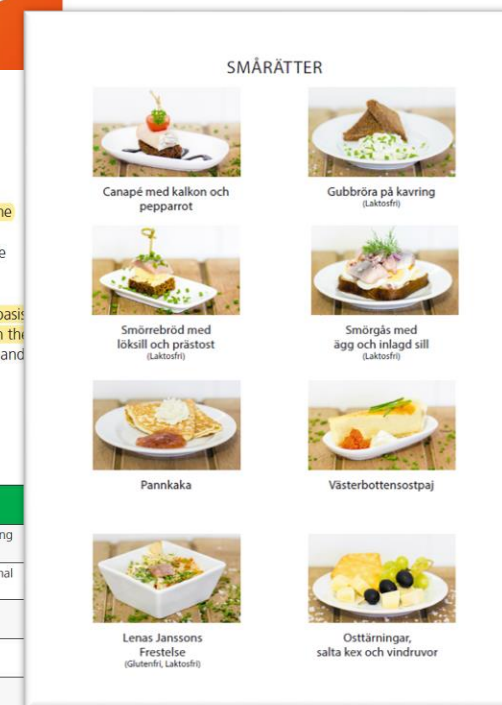 SMÅRÄTTER
Canapé med kalkon och
pepparrot
Gubbröra på kavring
(Laktosfri)
Smörrebröd med
löksill och prästost
(Laktosfri)
Smörgås med
ägg och inlagd sill
(Laktosfri)
Pannkaka
Västerbottensostpaj
Lenas Janssons
Frestelse
(Glutenfri, Laktosfri)
Osttärningar,
salta kex och vindruvor
and